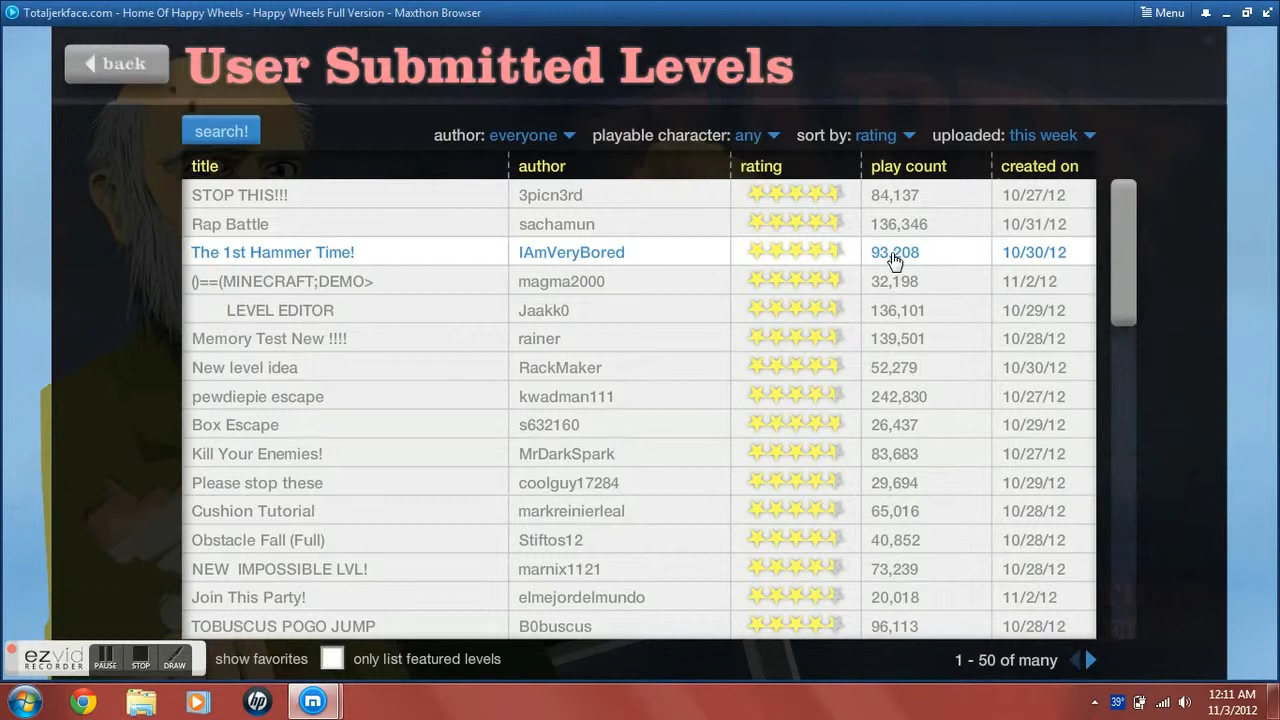 Totaljerkface.com - Home Of Happy Wheels - Happy Wheels Full Version - Maxthon Browser Menu
back User Submitted Levels
search! author: everyone playable character: any sort by: rating uploaded: this week
title author rating play count created on
STOP THIS!!! 3picn3rd 84,137 10/27/12
Rap Battle sachamun 136,346 10/31/12
The 1st Hammer Time! IAmVeryBored 93,208 10/30/12
()==(MINECRAFT;DEMO> magma2000 32,198 11/2/12
LEVEL EDITOR Jaakk0 136,101 10/29/12
Memory Test New !!!! rainer 139,501 10/28/12
New level idea RackMaker 52,279 10/30/12
pewdiepie escape kwadman111 242,830 10/27/12
Box Escape s632160 26,437 10/29/12
Kill Your Enemies! MrDarkSpark 83,683 10/27/12
Please stop these coolguy17284 29,694 10/29/12
Cushion Tutorial markreinierleal 65,016 10/28/12
Obstacle Fall (Full) Stiftos12 40,852 10/28/12
NEW IMPOSSIBLE LVL! marnix1121 73,239 10/28/12
Join This Party! elmejordelmundo 20,018 11/2/12
TOBUSCUS POGO JUMP B0buscus 96,113 10/28/12
ezvid RECORDER PAUSE STOP DRAW show favorites only list featured levels 1 - 50 of many
hp 39° 12:11 AM
11/3/2012